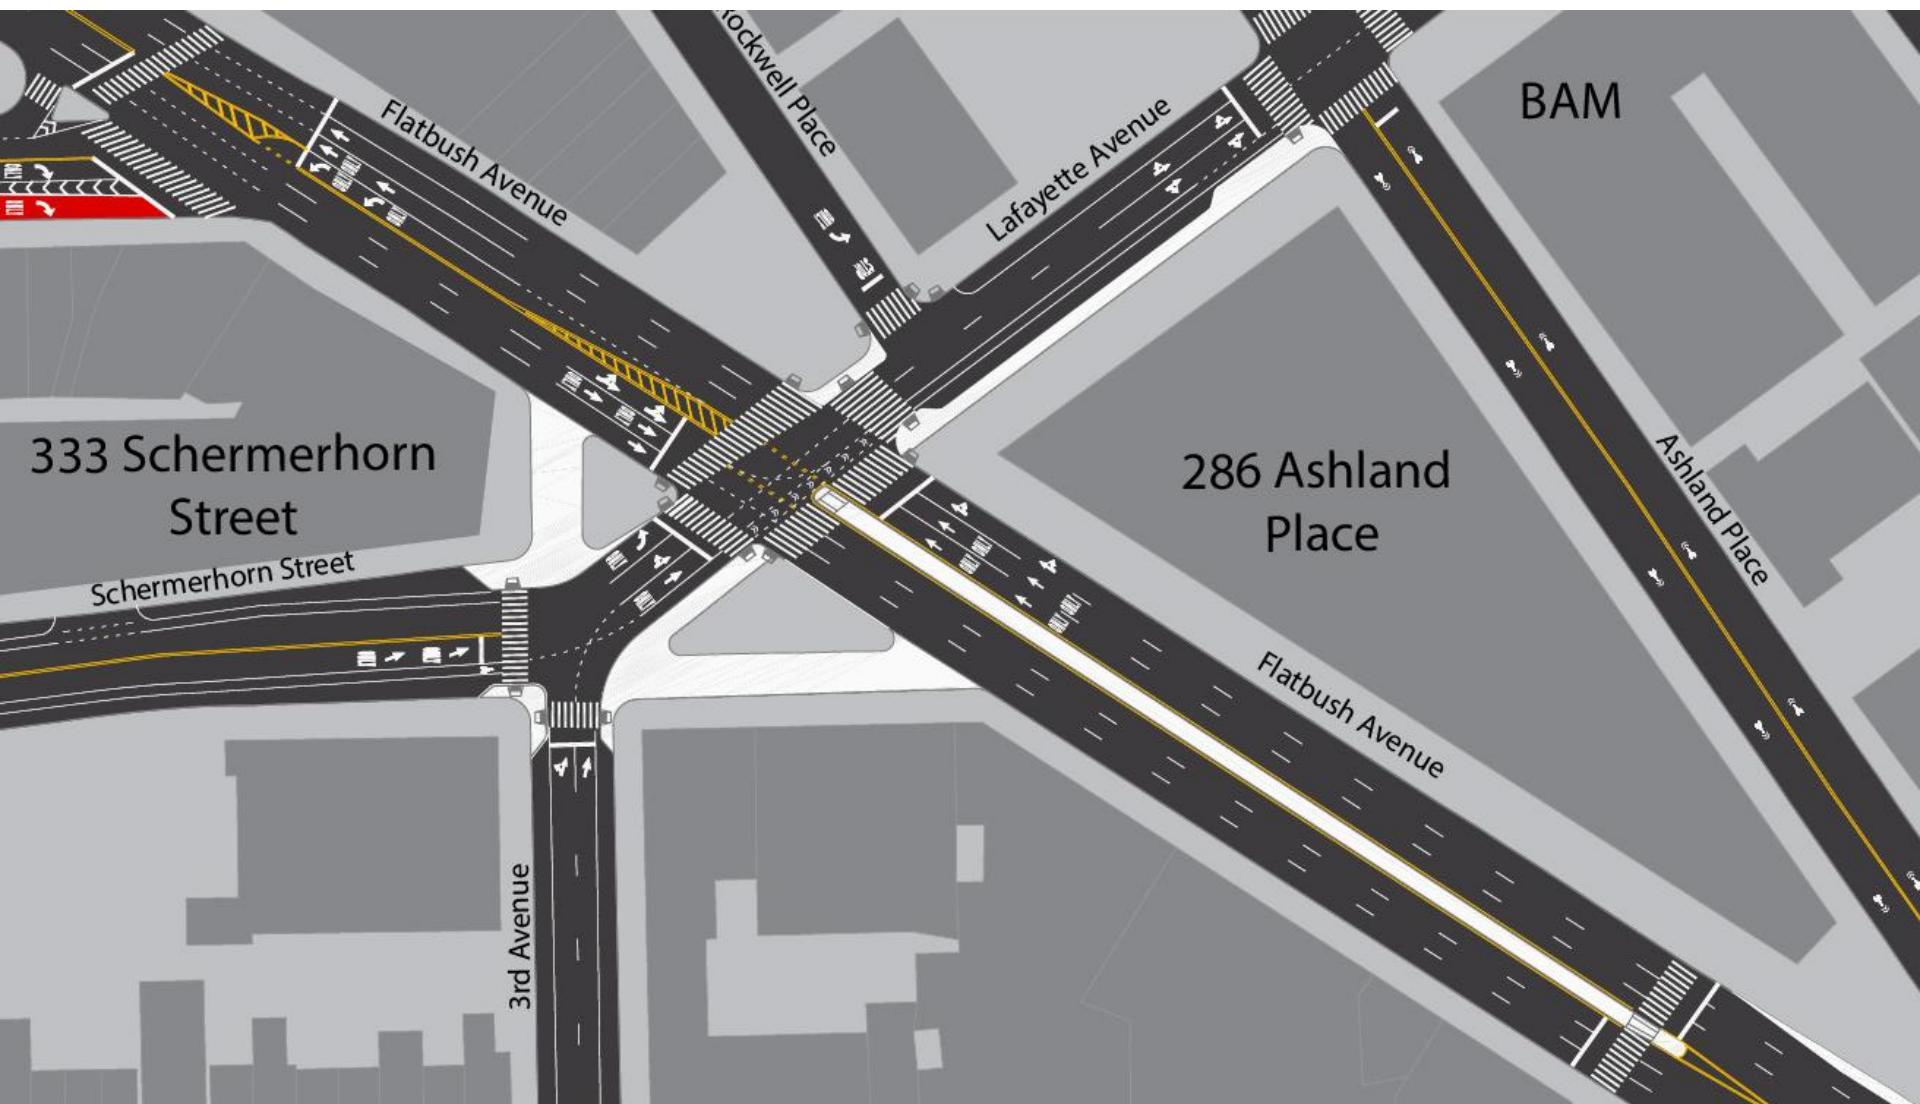 Rockwell Place
BAM
Flatbush Avenue
Lafayette Avenue
333 Schermerhorn
Street
286 Ashland
Place
Ashland Place
Schermerhorn Street
Flatbush Avenue
3rd Avenue